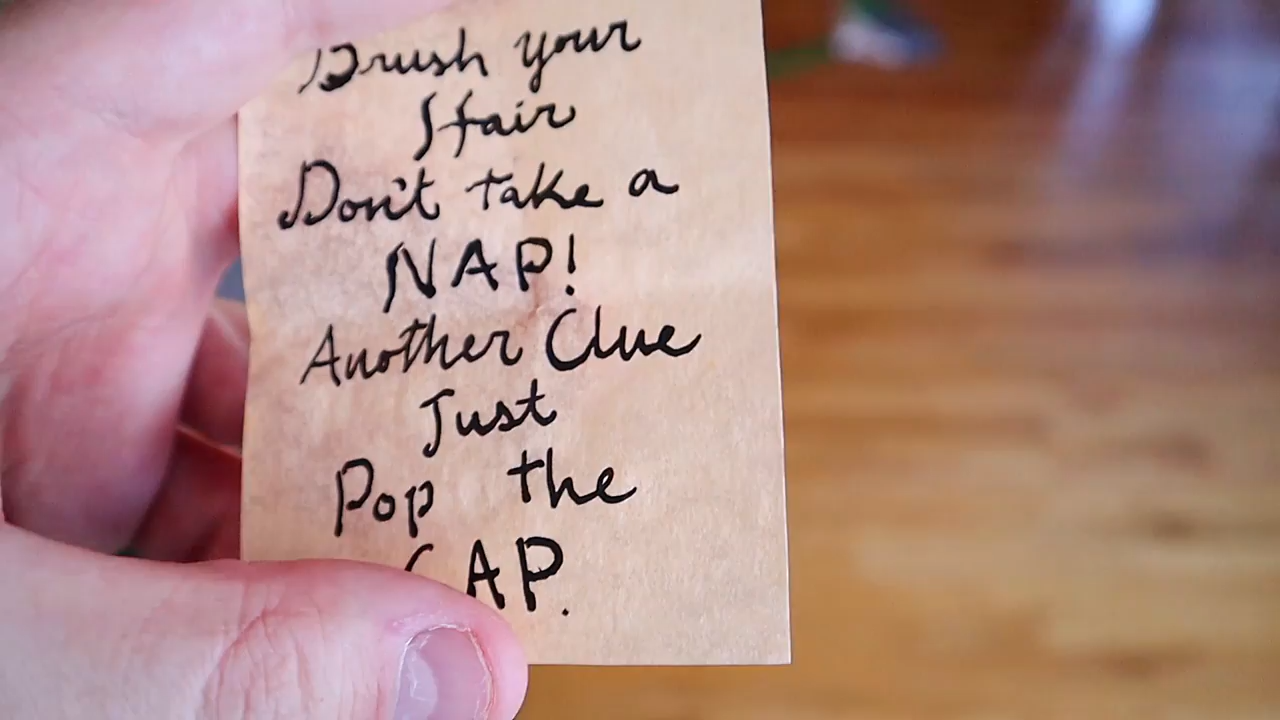 Brush your
Hair
Don't take a
NAP!
Another Clue
Just
Pop the
CAP.